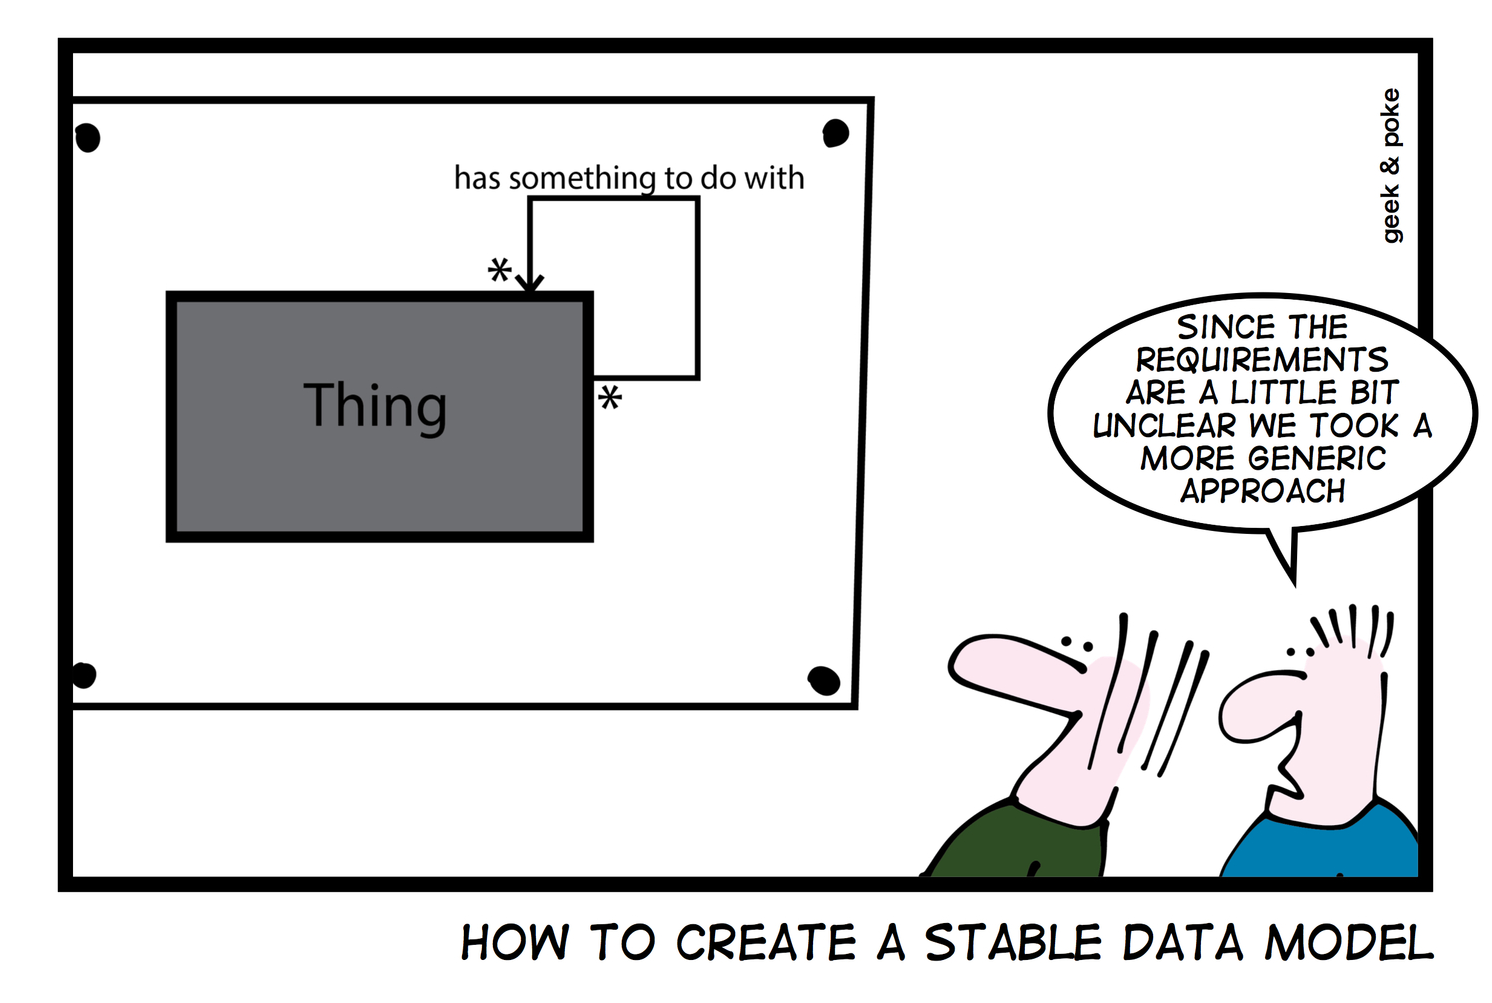 geek & poke
has something to do with
*
Thing
*
SINCE THE
REQUIREMENTS
ARE A LITTLE BIT
UNCLEAR WE TOOK A
MORE GENERIC
APPROACH
HOW TO CREATE A STABLE DATA MODEL